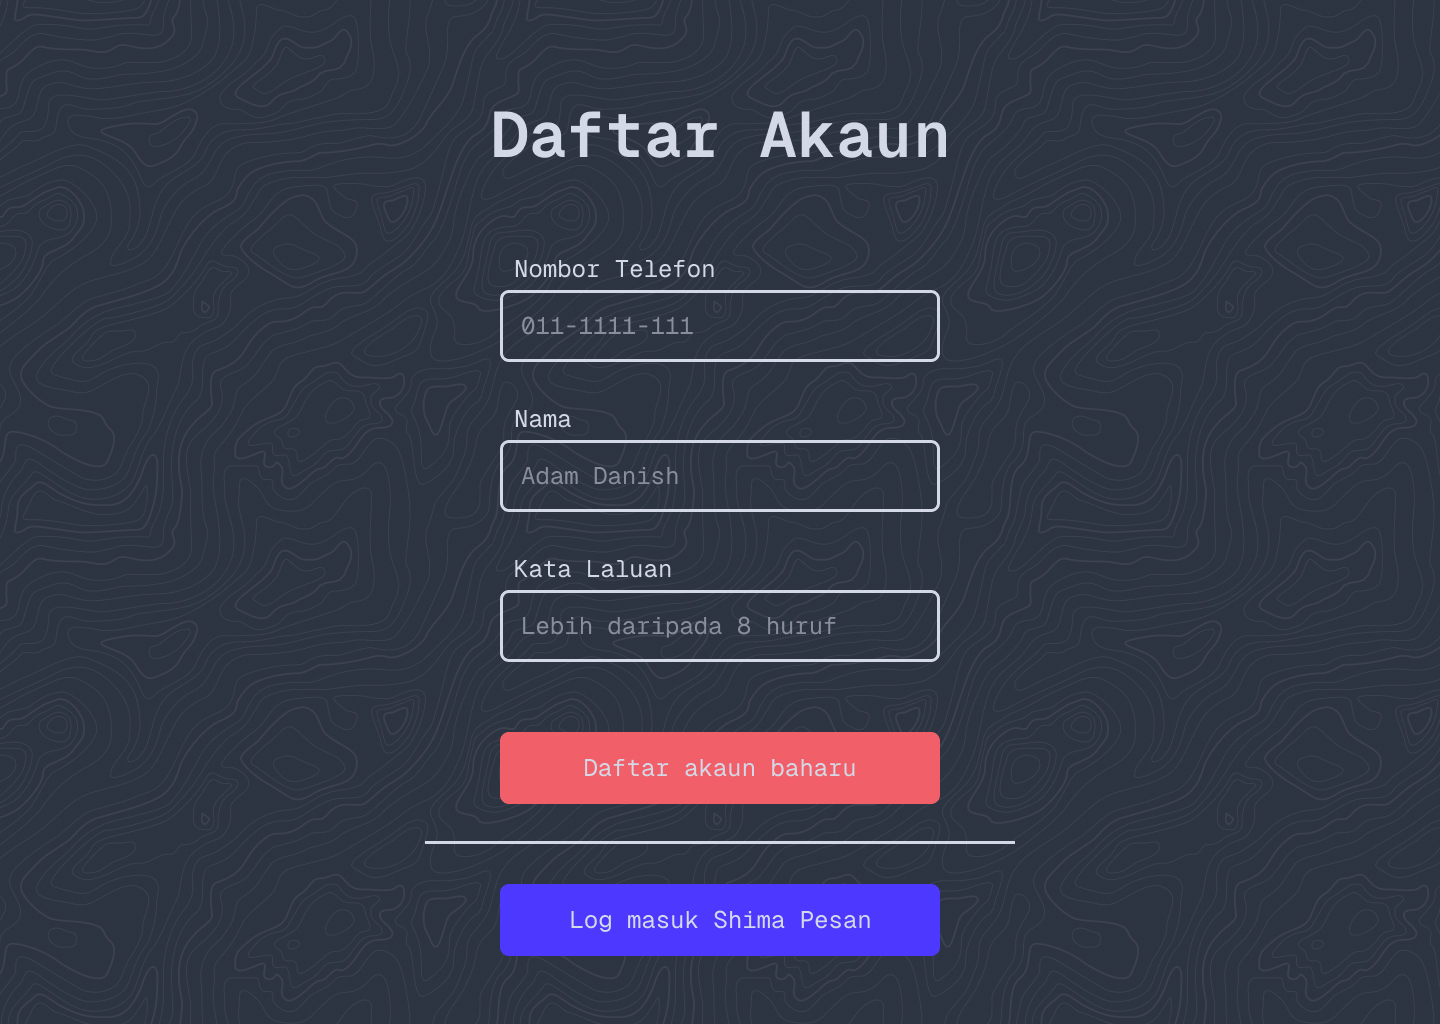 Daftar Akaun
Nombor Telefon
011-1111-111
Nama
Adam Danish
Kata Laluan
Lebih daripada 8 huruf
Daftar akaun baharu
Log masuk Shima Pesan